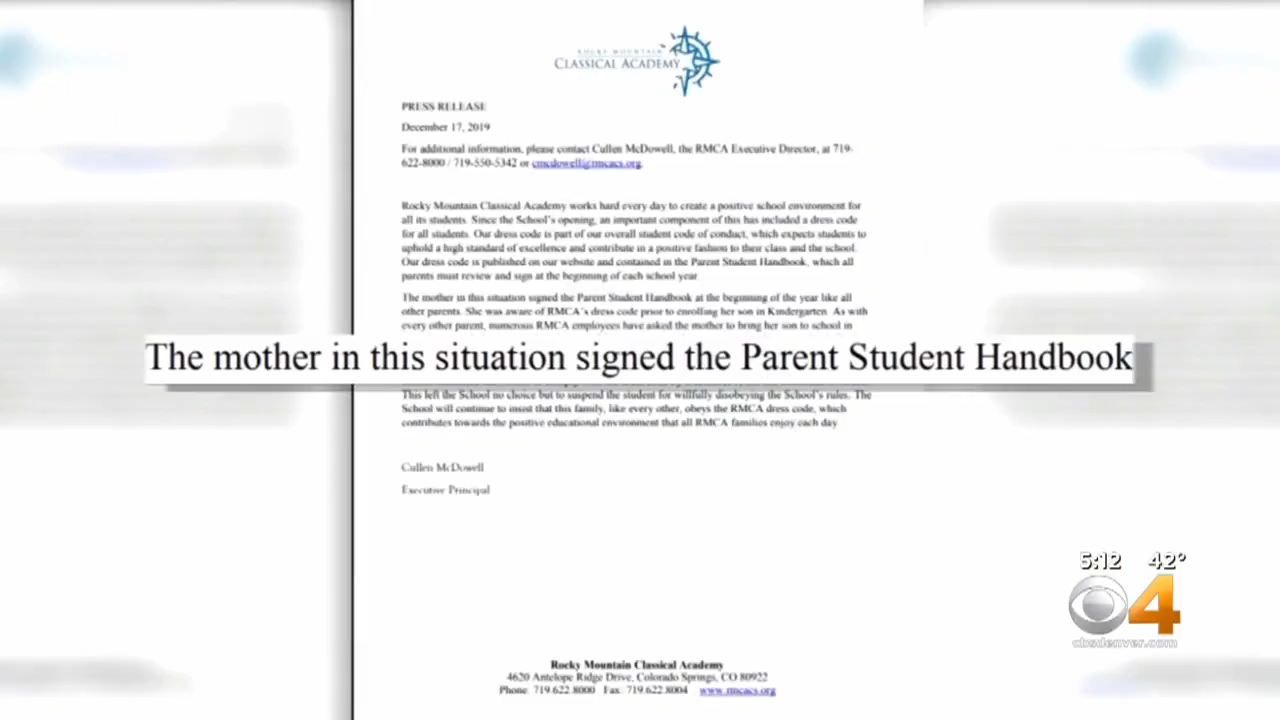 ROCKY MOUNTAIN
CLASSICAL ACADEMY
PRESS RELEASE
December 17, 2019
For additional information, please contact Cullen McDowell, the RMCA Executive Director, at 719-
622-8000 / 719-550-5342 or cmcdowell@rmcacs.org.
Rocky Mountain Classical Academy works hard every day to create a positive school environment for
all its students. Since the School's opening, an important component of this has included a dress code
for all students. Our dress code is part of our overall student code of conduct, which expects students to
uphold a high standard of excellence and contribute in a positive fashion to their class and the school.
Our dress code is published on our website and contained in the Parent Student Handbook, which all
parents must review and sign at the beginning of each school year.
The mother in this situation signed the Parent Student Handbook at the beginning of the year like all
other parents. She was aware of RMCA's dress code prior to enrolling her son in Kindergarten. As with
every other parent, numerous RMCA employees have asked the mother to bring her son to school in
The mother in this situation signed the Parent Student Handbook
This left the School no choice but to suspend the student for willfully disobeying the School's rules. The
School will continue to insist that this family, like every other, obeys the RMCA dress code, which
contributes towards the positive educational environment that all RMCA families enjoy each day
Cullen McDowell
Executive Principal
5:12 42°
4
cbsdenver.com
Rocky Mountain Classical Academy
4620 Antelope Ridge Drive, Colorado Springs, CO 80922
Phone: 719.622.8000 Fax: 719.622.8004 www.rmcacs.org